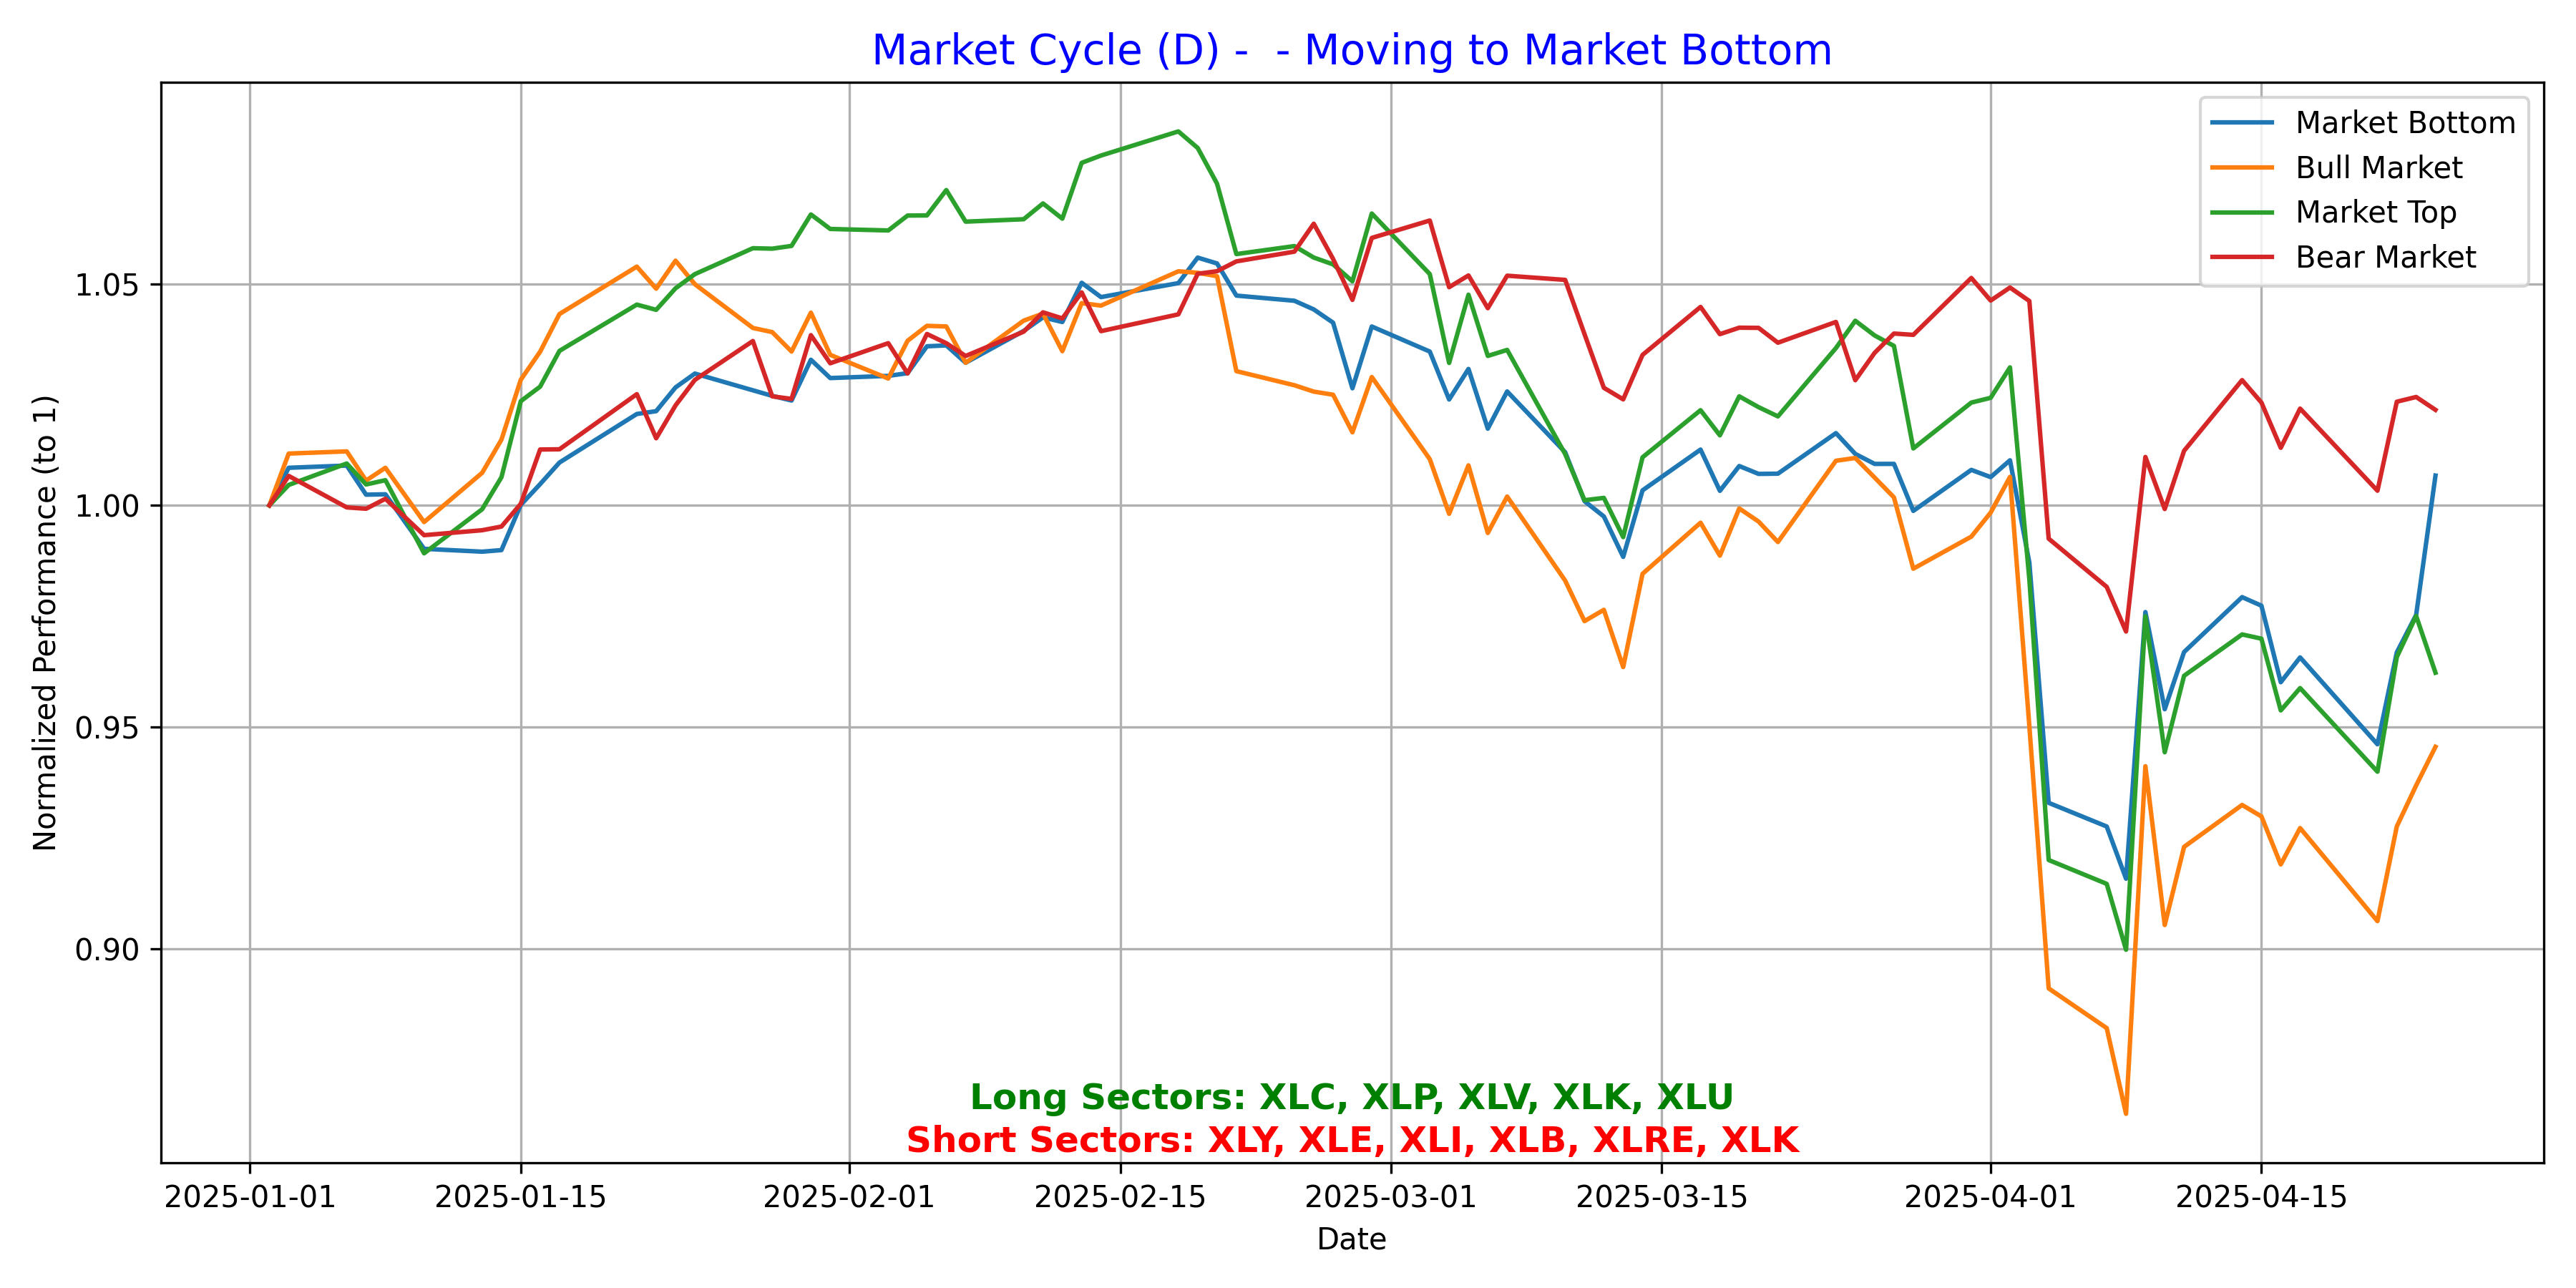 Market Cycle (D) -  - Moving to Market Bottom
Market Bottom
Bull Market
Market Top
Bear Market
Normalized Performance (to 1)
1.05
1.00
0.95
0.90
Long Sectors: XLC, XLP, XLV, XLK, XLU
Short Sectors: XLY, XLE, XLI, XLB, XLRE, XLK
2025-01-01
2025-01-15
2025-02-01
2025-02-15
2025-03-01
2025-03-15
2025-04-01
2025-04-15
Date